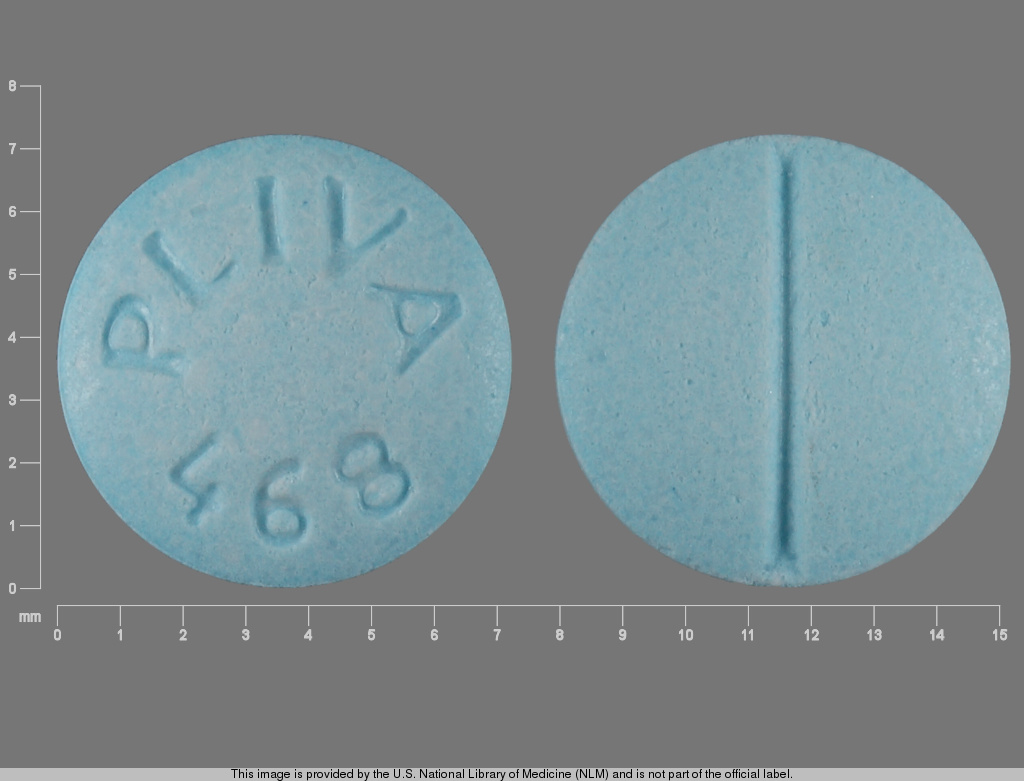 PLIVA
468
8
7
6
5
4
3
2
1
0
mm
0 1 2 3 4 5 6 7 8 9 10 11 12 13 14 15
This image is provided by the U.S. National Library of Medicine (NLM) and is not part of the official label.